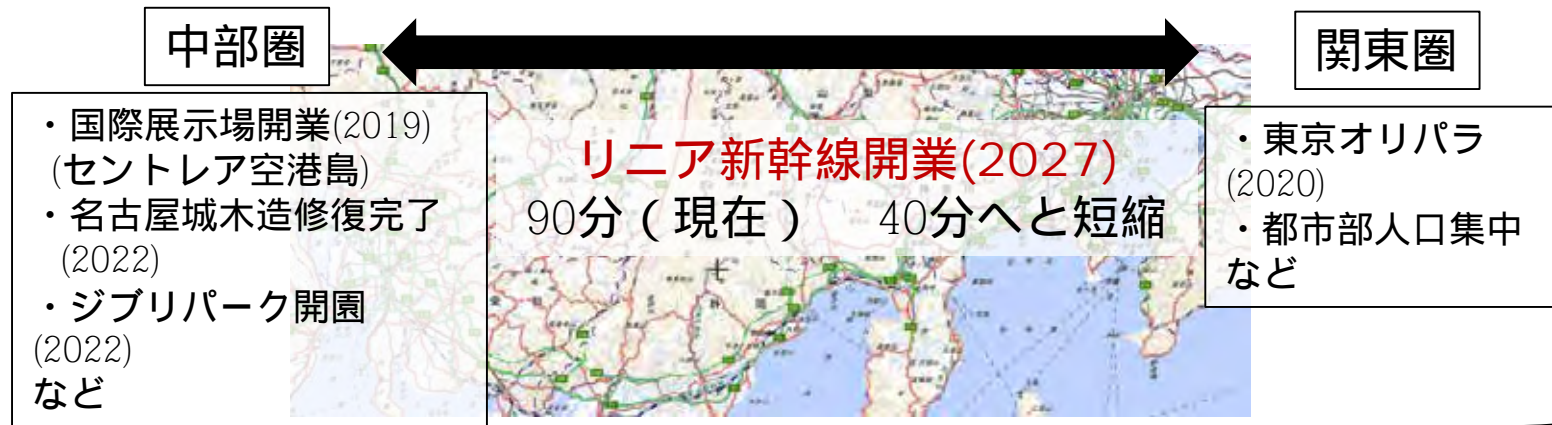 中部圏
・国際展示場開業(2019)
(セントレア空港島)
・名古屋城木造修復完了
(2022)
・ジブリパーク開園
(2022)
など
リニア新幹線開業(2027)
90分（現在）　40分へと短縮
関東圏
・東京オリパラ
(2020)
・都市部人口集中
など